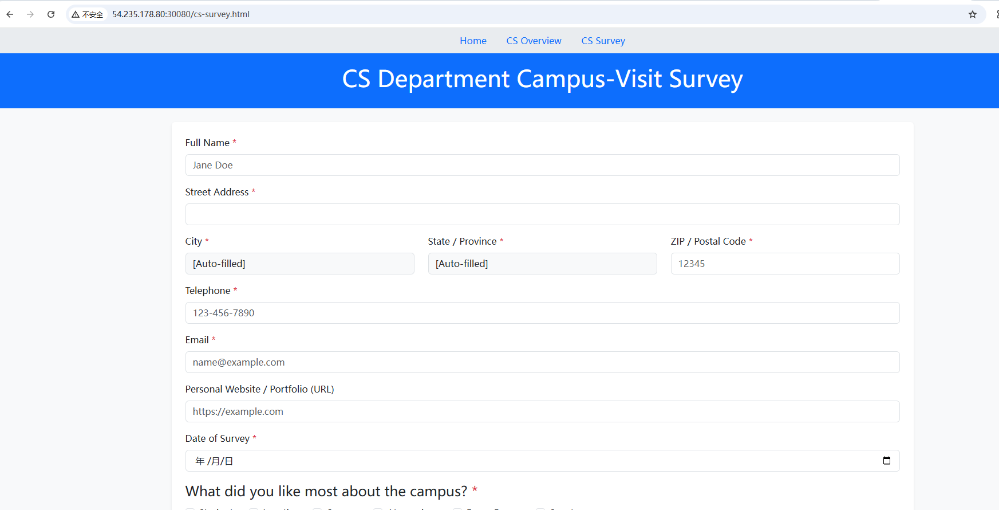 不安全 54.235.178.80:30080/cs-survey.html
Home CS Overview CS Survey
CS Department Campus-Visit Survey
Full Name *
Jane Doe
Street Address *
City * State / Province * ZIP / Postal Code *
[Auto-filled] [Auto-filled] 12345
Telephone *
123-456-7890
Email *
name@example.com
Personal Website / Portfolio (URL)
https://example.com
Date of Survey *
年 /月/日
What did you like most about the campus? *